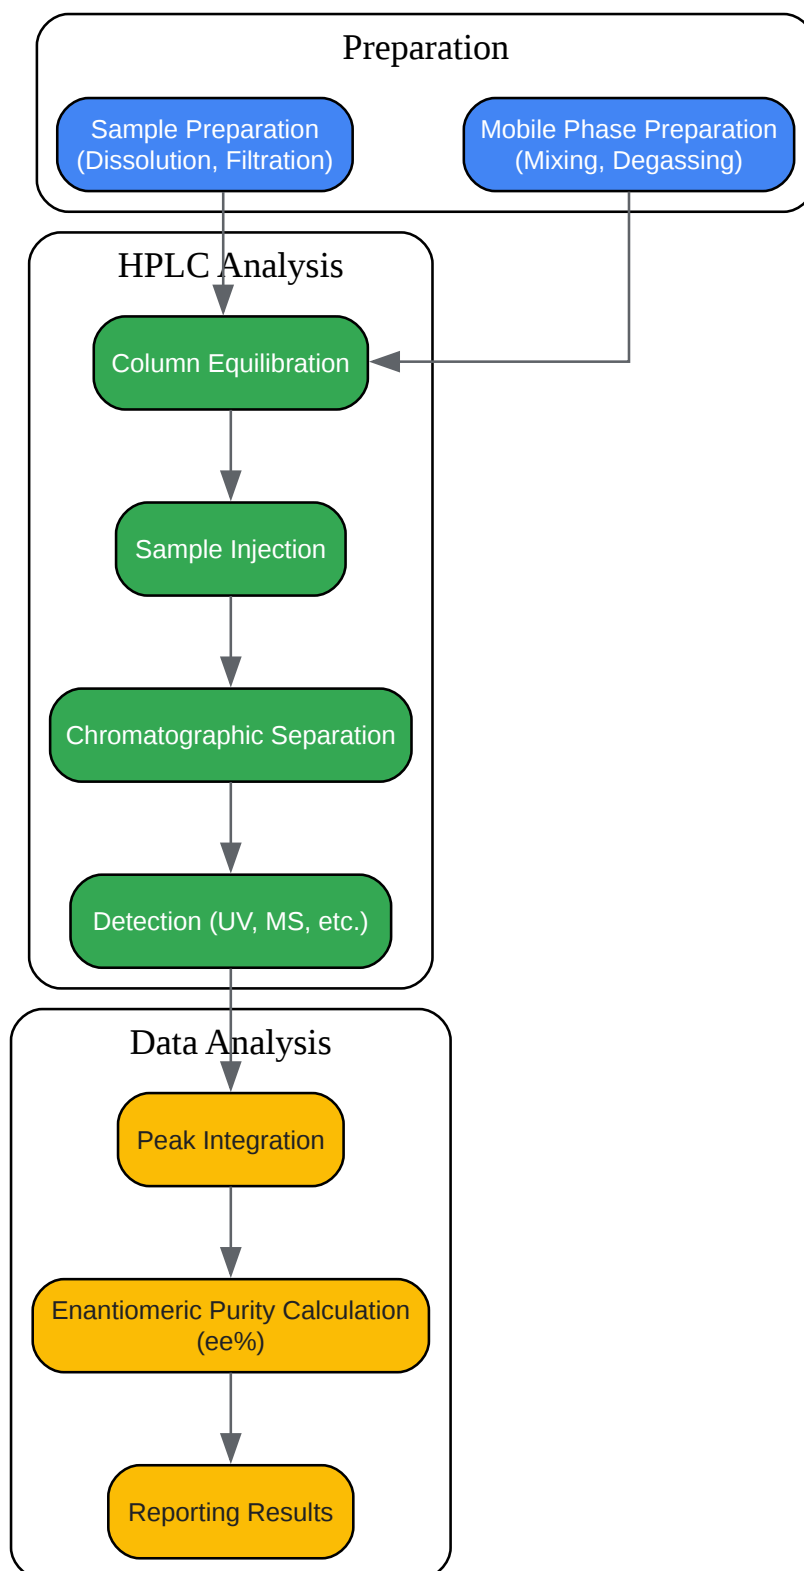 Preparation
Sample Preparation
(Dissolution, Filtration)
Mobile Phase Preparation
(Mixing, Degassing)
HPLC Analysis
Column Equilibration
Sample Injection
Chromatographic Separation
Detection (UV, MS, etc.)
Data Analysis
Peak Integration
Enantiomeric Purity Calculation
(ee%)
Reporting Results